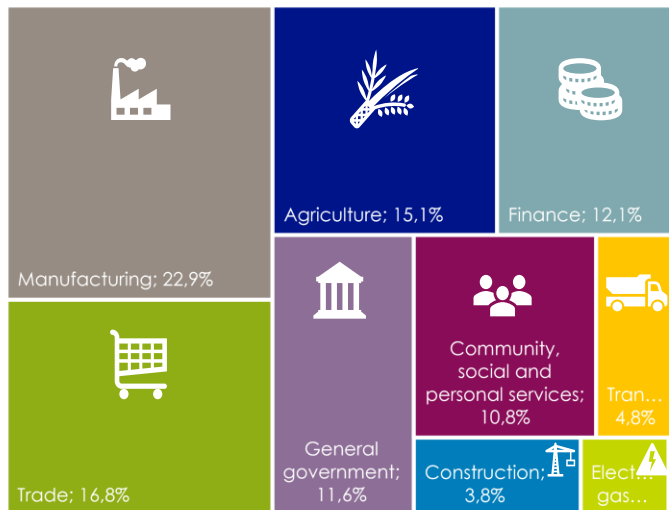 Manufacturing; 22,9%
Trade; 16,8%
Agriculture; 15,1%
Finance; 12,1%
General
government;
11,6%
Community,
social and
personal services;
10,8%
Tran...
4,8%
Construction;
3,8%
Elect...
gas...